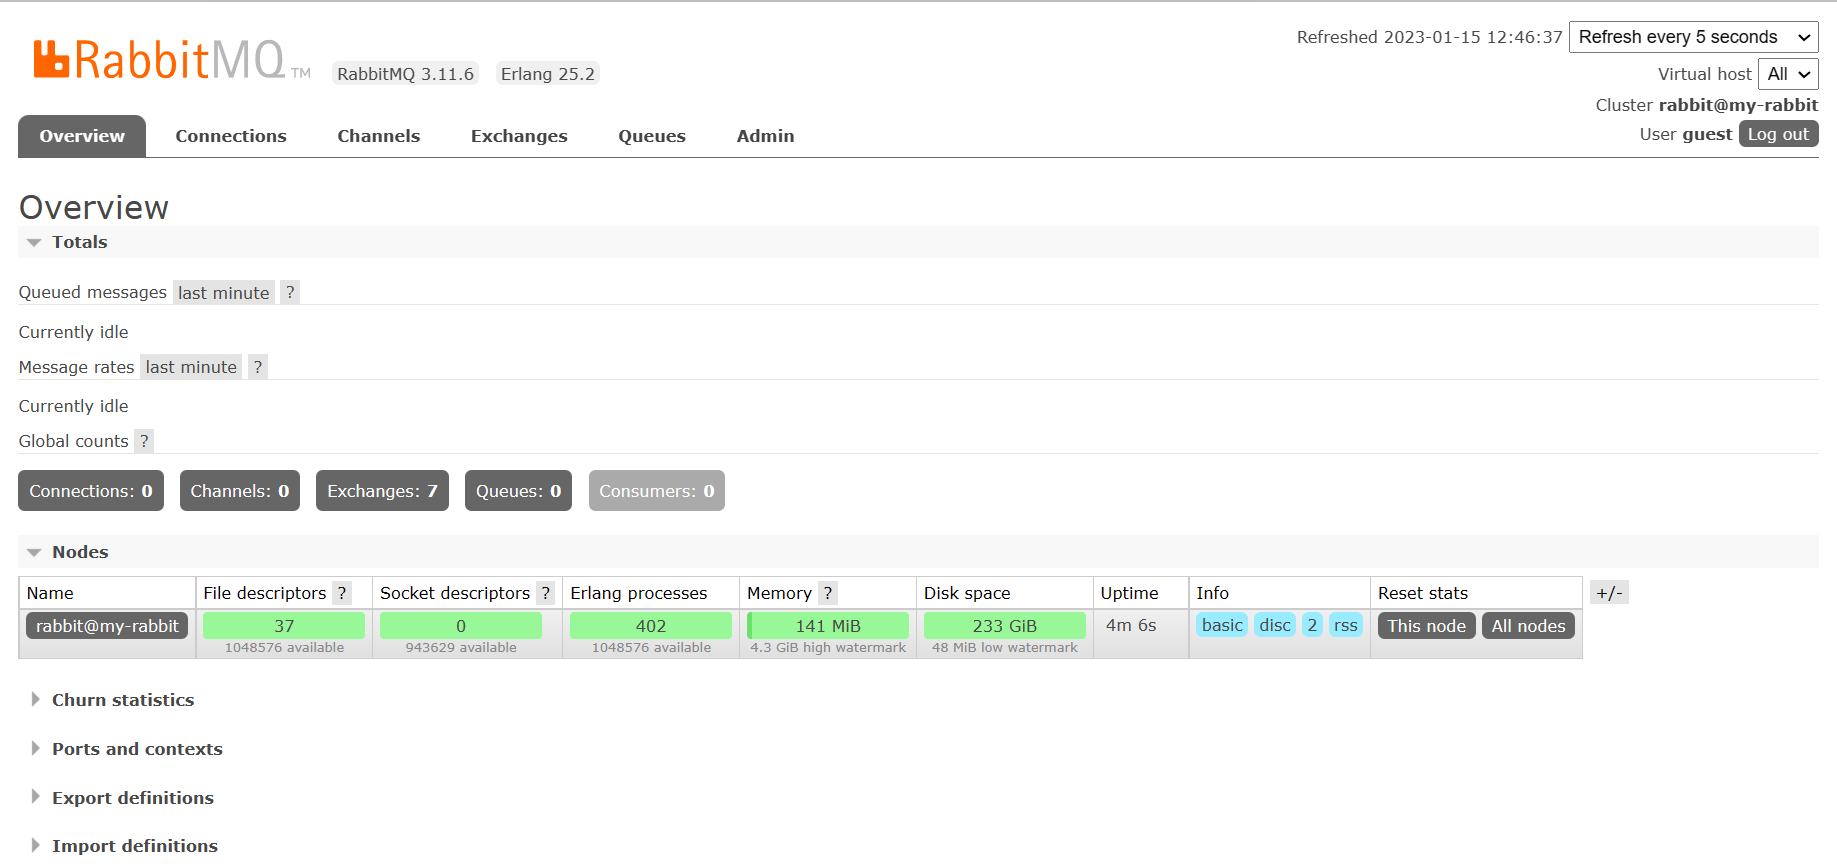 RabbitMQ TM RabbitMQ 3.11.6 Erlang 25.2
Refreshed 2023-01-15 12:46:37 Refresh every 5 seconds
Virtual host All
Cluster rabbit@my-rabbit
User guest Log out
Overview Connections Channels Exchanges Queues Admin
Overview
Totals
Queued messages last minute ?
Currently idle
Message rates last minute ?
Currently idle
Global counts ?
Connections: 0 Channels: 0 Exchanges: 7 Queues: 0 Consumers: 0
Nodes
Name File descriptors ? Socket descriptors ? Erlang processes Memory ? Disk space Uptime Info Reset stats +/-
rabbit@my-rabbit 37 0 402 141 MiB 233 GiB 4m 6s basic disc 2 rss This node All nodes
1048576 available 943629 available 1048576 available 4.3 GiB high watermark 48 MiB low watermark
Churn statistics
Ports and contexts
Export definitions
Import definitions